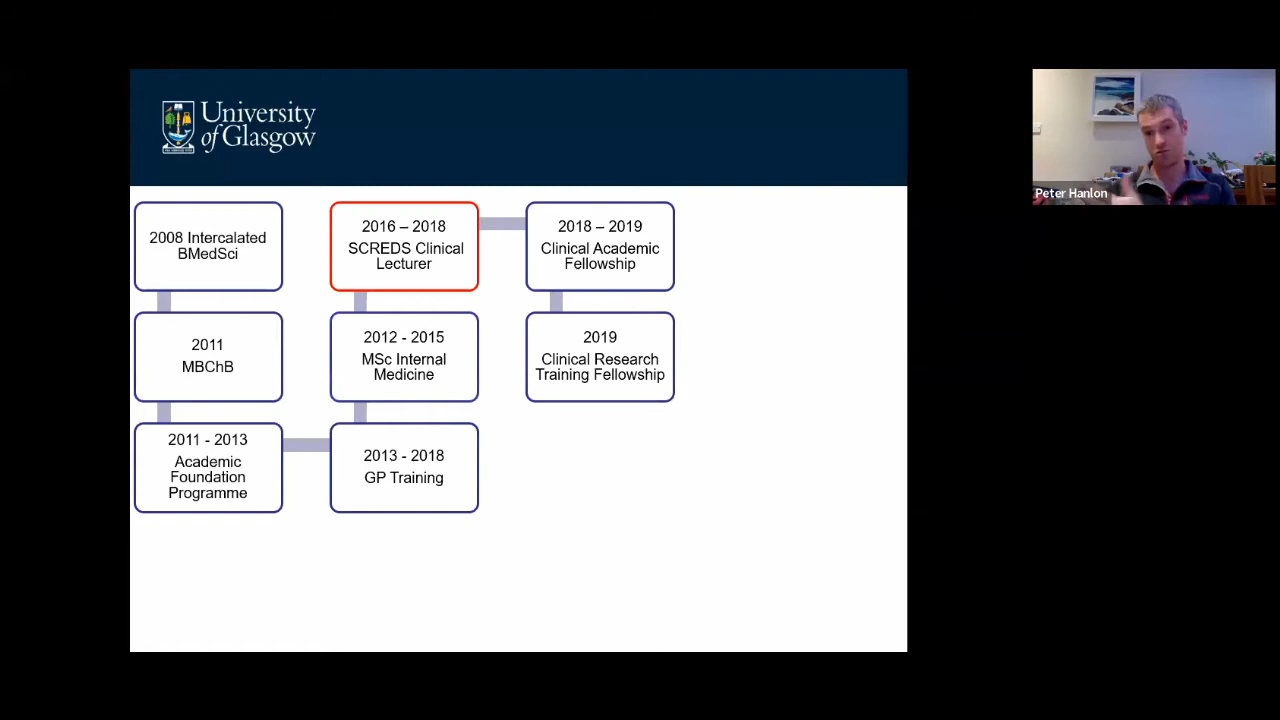 University
of Glasgow
2008 Intercalated
BMedSci
2011
MBChB
2011 - 2013
Academic
Foundation
Programme
2013 - 2018
GP Training
2012 - 2015
MSc Internal
Medicine
2016 – 2018
SCREDS Clinical
Lecturer
2018 – 2019
Clinical Academic
Fellowship
2019
Clinical Research
Training Fellowship
Peter Hanlon